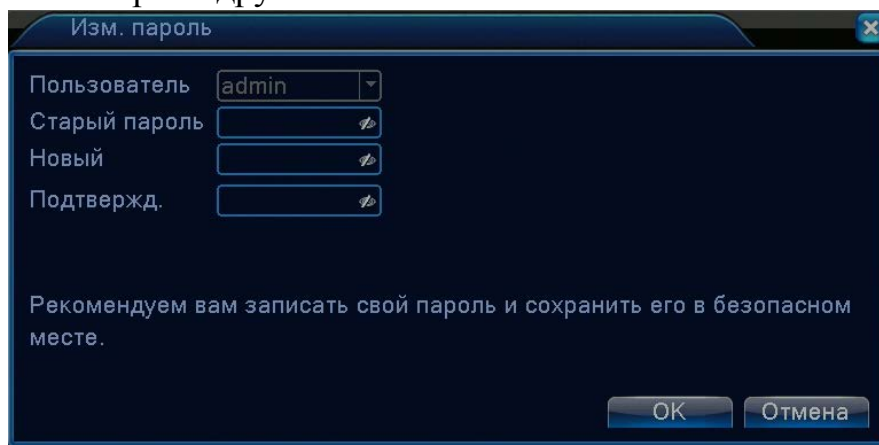 Изм. пароль
Пользователь admin
Старый пароль
Новый
Подтвержд.
Рекомендуем вам записать свой пароль и сохранить его в безопасном
месте.
OK Отмена